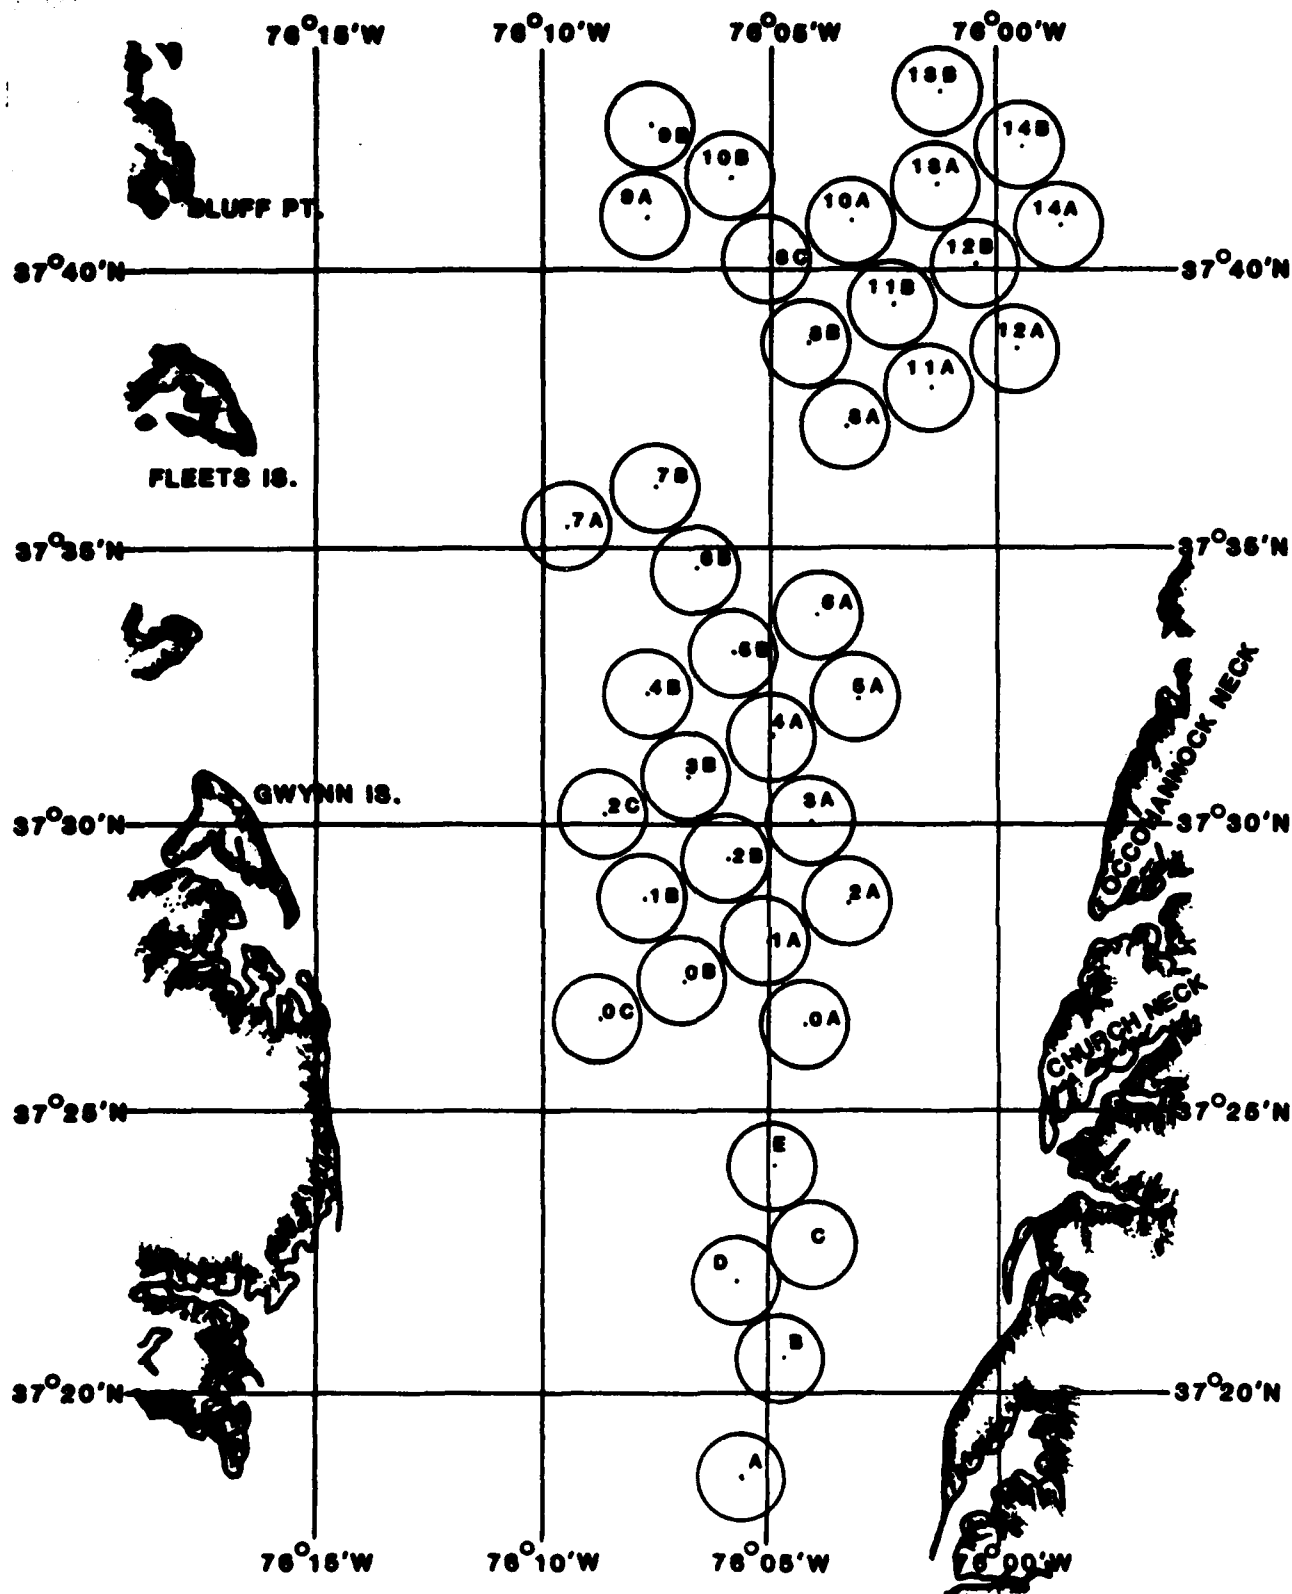 76°15'W 76°10'W 76°05'W 76°00'W
13B
9B 14B
10B
13A
9A 10A 14A
BLUFF PT.
12B
8C
37°40'N 37°40'N
11B
8B 12A
11A
8A
7B
FLEETS IS.
7A
37°35'N 37°35'N
6B
6A
5B
4B 5A
4A
3B
GWYNN IS.
2C 3A
37°30'N 37°30'N
OCCOHANNOCK NECK
2B
1B 2A
1A
0B
0C 0A
CHURCH NECK
37°25'N 37°25'N
E
C
D
B
37°20'N 37°20'N
A
76°15'W 76°10'W 76°05'W 76°00'W